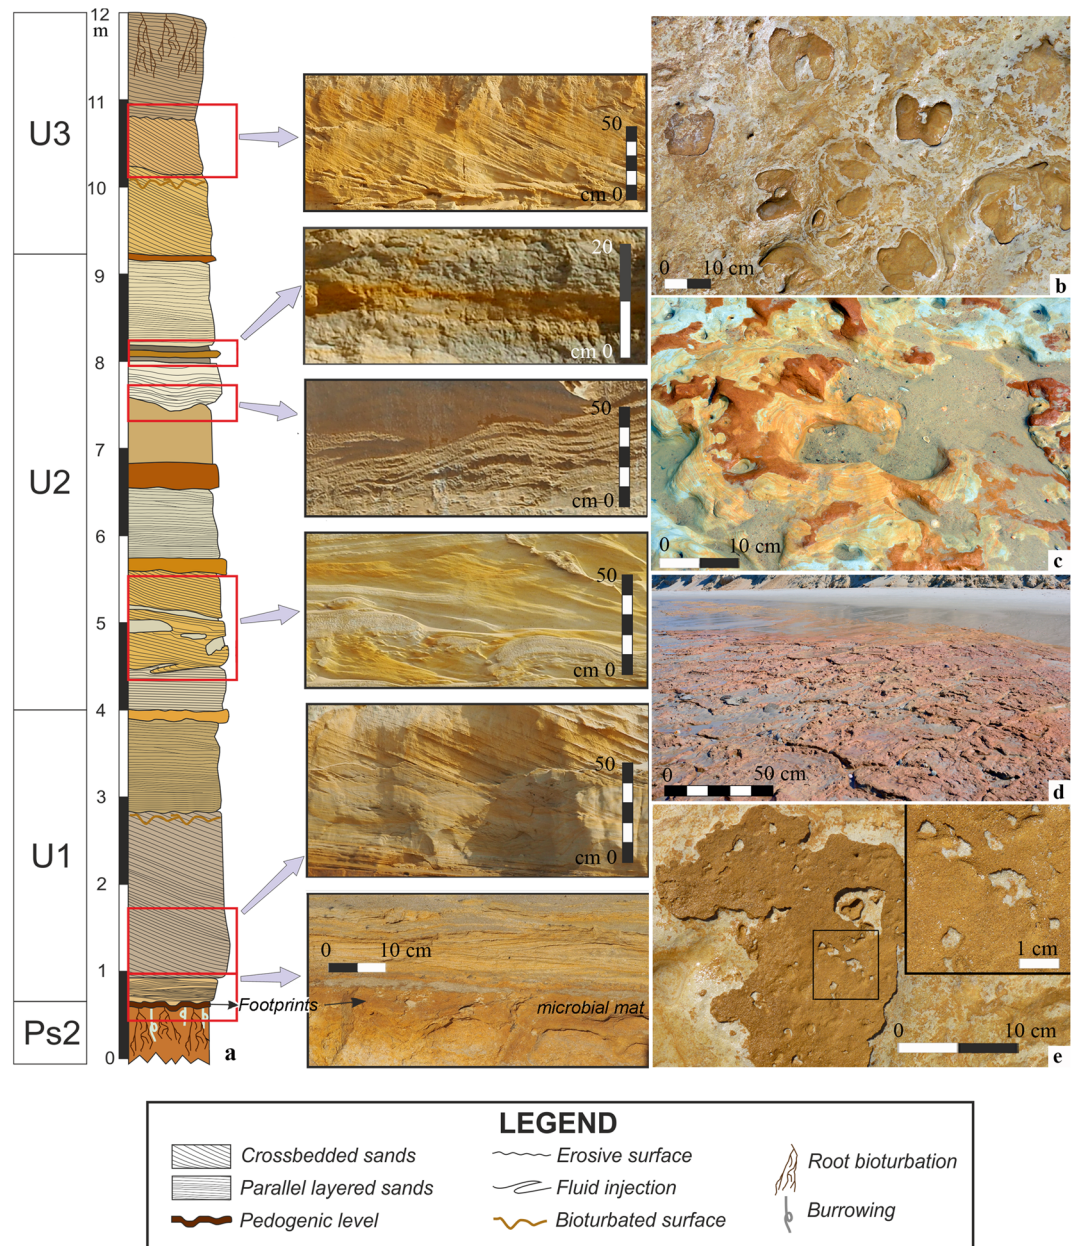 12
m
11
10
9
8
7
6
5
4
3
2
1
0
U3
U2
U1
Ps2
a
Footprints
50
cm 0
20
cm 0
50
cm 0
50
cm 0
50
cm 0
0 10 cm
microbial mat
0 10 cm
b
0 10 cm
c
0 50 cm
d
1 cm
0 10 cm
e
LEGEND
Crossbedded sands
Parallel layered sands
Pedogenic level
Erosive surface
Fluid injection
Bioturbated surface
Root bioturbation
Burrowing